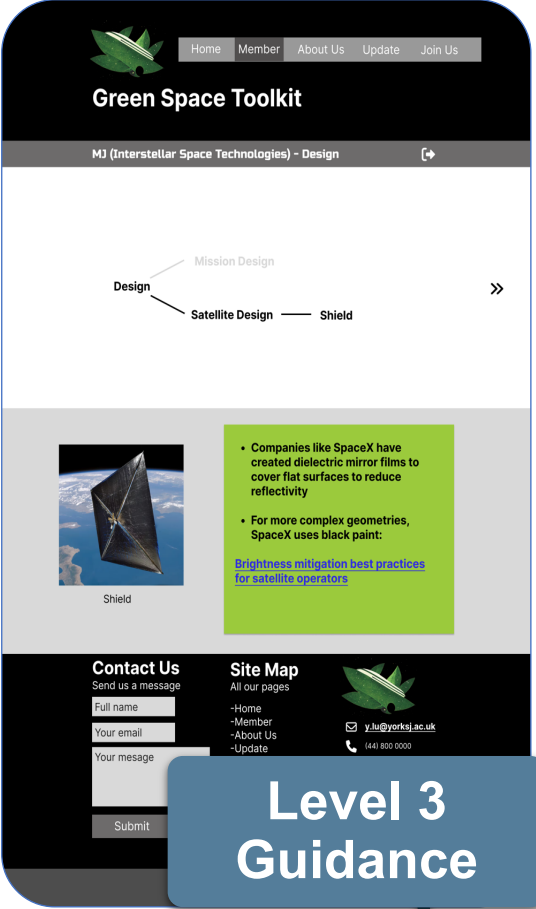 Home Member About Us Update Join Us
Green Space Toolkit
MJ (Interstellar Space Technologies) - Design
Mission Design
Design
Satellite Design Shield
• Companies like SpaceX have
created dielectric mirror films to
cover flat surfaces to reduce
reflectivity
• For more complex geometries,
SpaceX uses black paint:
Brightness mitigation best practices
for satellite operators
Shield
Contact Us
Send us a message
Full name
Your email
Your mesage
Submit
Site Map
All our pages
-Home
-Member
-About Us
-Update
y.lu@yorksj.ac.uk
(44) 800 0000
Level 3
Guidance